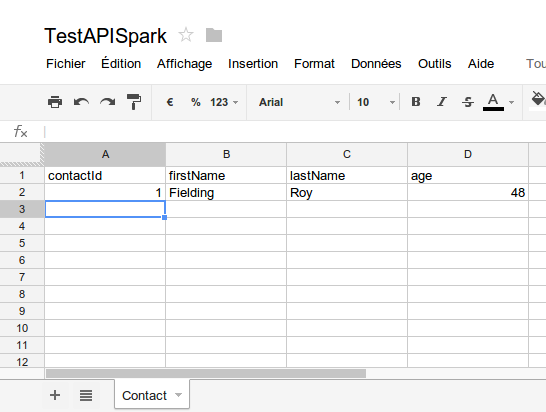 TestAPISpark
Fichier Édition Affichage Insertion Format Données Outils Aide Tou
€ % 123 Arial 10 B I S A
fx
A B C D
1 contactId firstName lastName age
2 1 Fielding Roy 48
3
4
5
6
7
8
9
10
11
12
+ Contact